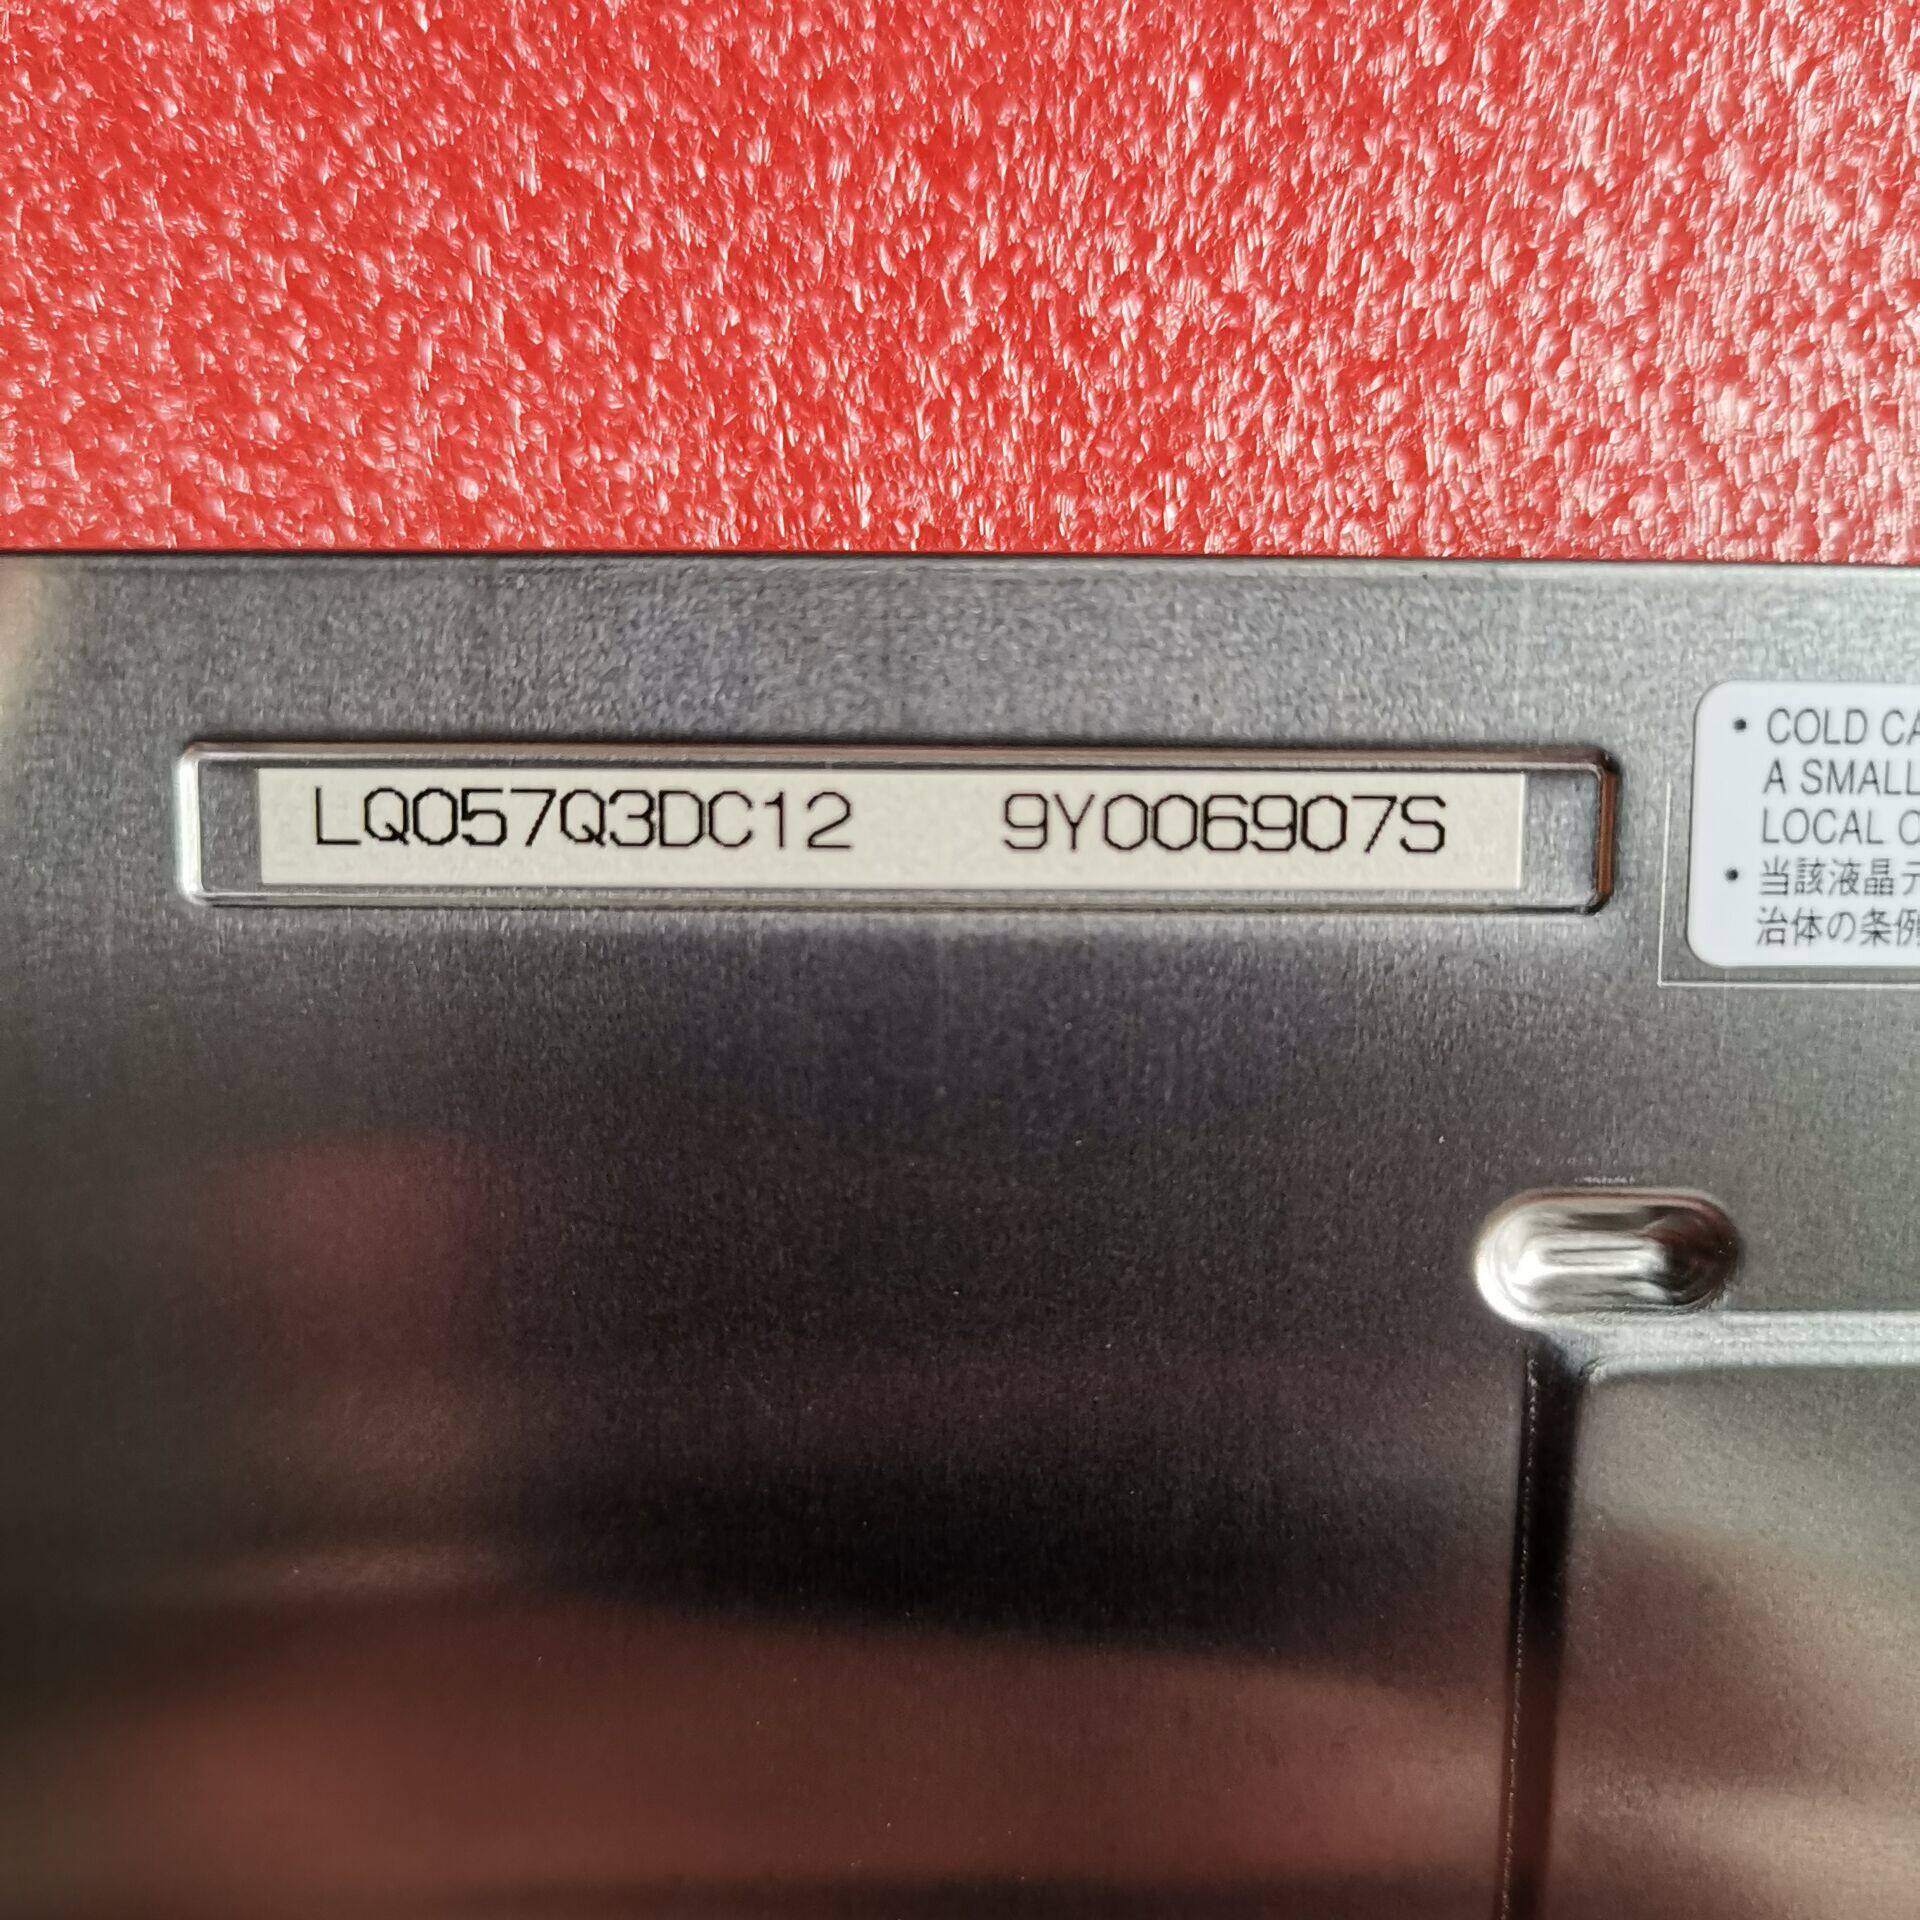 LQ057Q3DC12 9Y006907S
• COLD CA
A SMALL
LOCAL
• 当該液晶
治体の条例